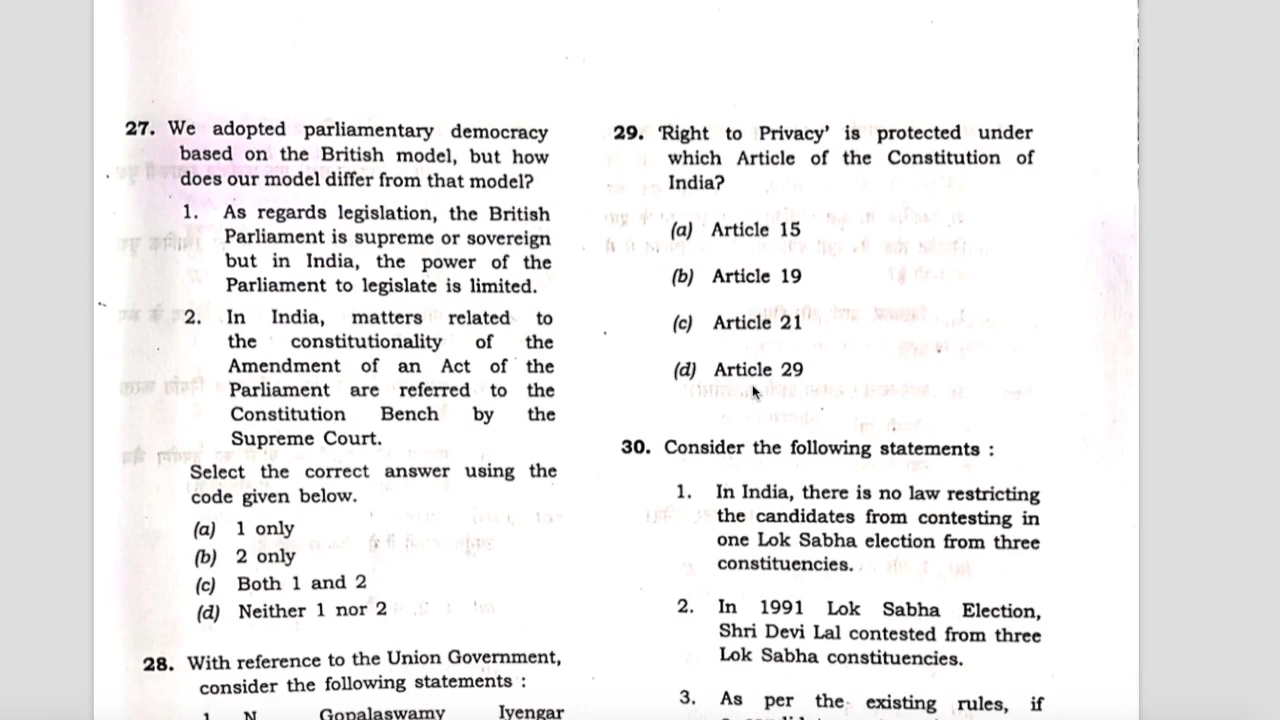 27. We adopted parliamentary democracy
based on the British model, but how
does our model differ from that model?
1. As regards legislation, the British
Parliament is supreme or sovereign
but in India, the power of the
Parliament to legislate is limited.
2. In India, matters related to
the constitutionality of the
Amendment of an Act of the
Parliament are referred to the
Constitution Bench by the
Supreme Court.
Select the correct answer using the
code given below.
(a) 1 only
(b) 2 only
(c) Both 1 and 2
(d) Neither 1 nor 2
28. With reference to the Union Government,
consider the following statements :
1. N. Gopalaswamy Iyengar
29. 'Right to Privacy' is protected under
which Article of the Constitution of
India?
(a) Article 15
(b) Article 19
(c) Article 21
(d) Article 29
30. Consider the following statements :
1. In India, there is no law restricting
the candidates from contesting in
one Lok Sabha election from three
constituencies.
2. In 1991 Lok Sabha Election,
Shri Devi Lal contested from three
Lok Sabha constituencies.
3. As per the existing rules, if